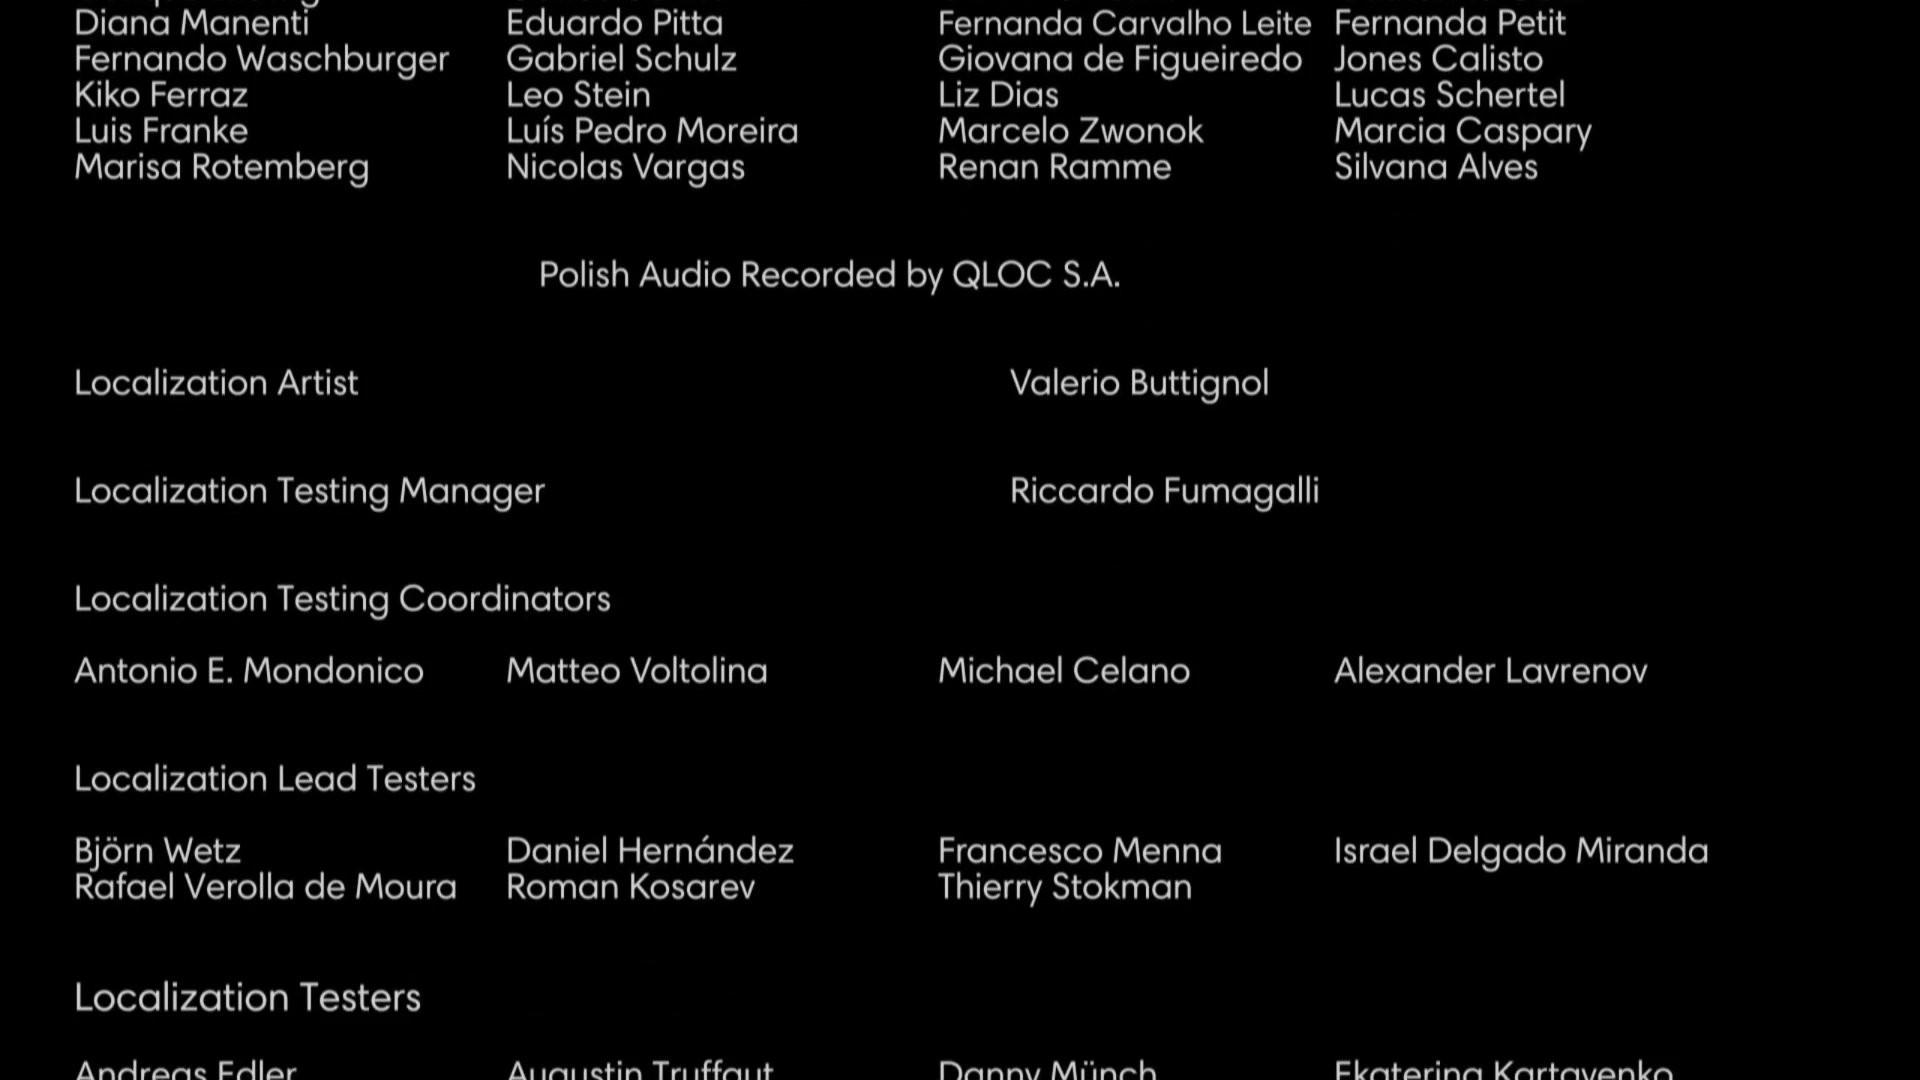 Diana Manenti Eduardo Pitta Fernanda Carvalho Leite Fernanda Petit
Fernando Waschburger Gabriel Schulz Giovana de Figueiredo Jones Calisto
Kiko Ferraz Leo Stein Liz Dias Lucas Schertel
Luis Franke Luís Pedro Moreira Marcelo Zwonok Marcia Caspary
Marisa Rotemberg Nicolas Vargas Renan Ramme Silvana Alves
Polish Audio Recorded by QLOC S.A.
Localization Artist Valerio Buttignol
Localization Testing Manager Riccardo Fumagalli
Localization Testing Coordinators
Antonio E. Mondonico Matteo Voltolina Michael Celano Alexander Lavrenov
Localization Lead Testers
Björn Wetz Daniel Hernández Francesco Menna Israel Delgado Miranda
Rafael Verolla de Moura Roman Kosarev Thierry Stokman
Localization Testers
Andreas Edler Augustin Truffaut Danny Münch Ekaterina Kartavenko